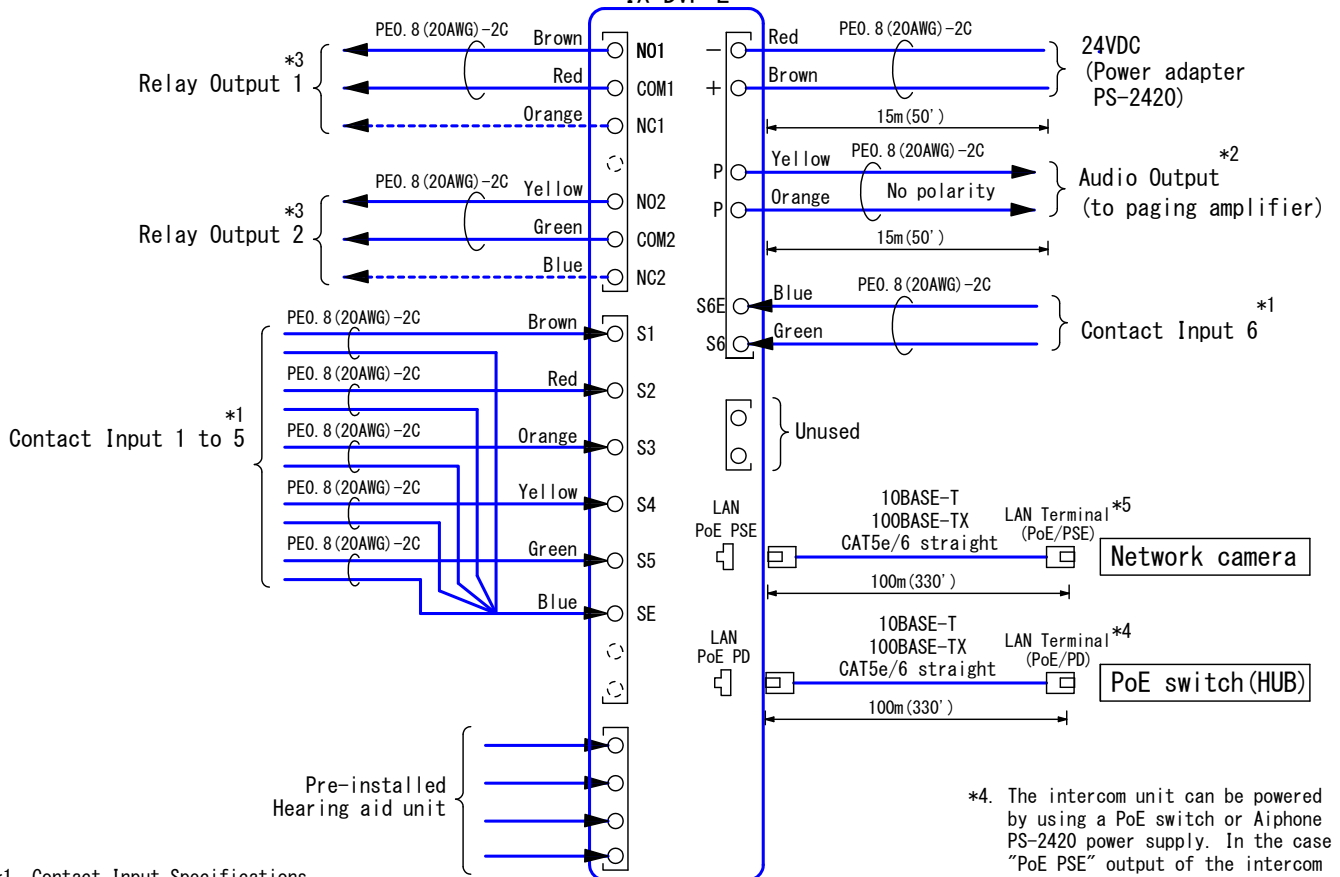 PE0.8(20AWG)-2C
Brown
NO1
*3
Relay Output 1
Red
COM1
Orange
NC1
PE0.8(20AWG)-2C
Yellow
NO2
*3
Relay Output 2
Green
COM2
Blue
NC2
PE0.8(20AWG)-2C
Brown
S1
PE0.8(20AWG)-2C
Red
S2
*1
Contact Input 1 to 5
PE0.8(20AWG)-2C
Orange
S3
PE0.8(20AWG)-2C
Yellow
S4
PE0.8(20AWG)-2C
Green
S5
Blue
SE
Pre-installed
Hearing aid unit
−
Red
PE0.8(20AWG)-2C
+
Brown
24VDC
(Power adapter
PS-2420)
15m(50')
P
Yellow
PE0.8(20AWG)-2C
No polarity
P
Orange
*2
Audio Output
(to paging amplifier)
15m(50')
S6E
Blue
PE0.8(20AWG)-2C
S6
Green
*1
Contact Input 6
Unused
LAN
PoE PSE
10BASE-T
100BASE-TX
CAT5e/6 straight
LAN Terminal*5
(PoE/PSE)
Network camera
100m(330')
LAN
PoE PD
10BASE-T
100BASE-TX
CAT5e/6 straight
LAN Terminal*4
(PoE/PD)
PoE switch(HUB)
100m(330')
*4. The intercom unit can be powered
by using a PoE switch or Aiphone
PS-2420 power supply. In the case
"PoE PSE" output of the intercom
Contact Input Specifications